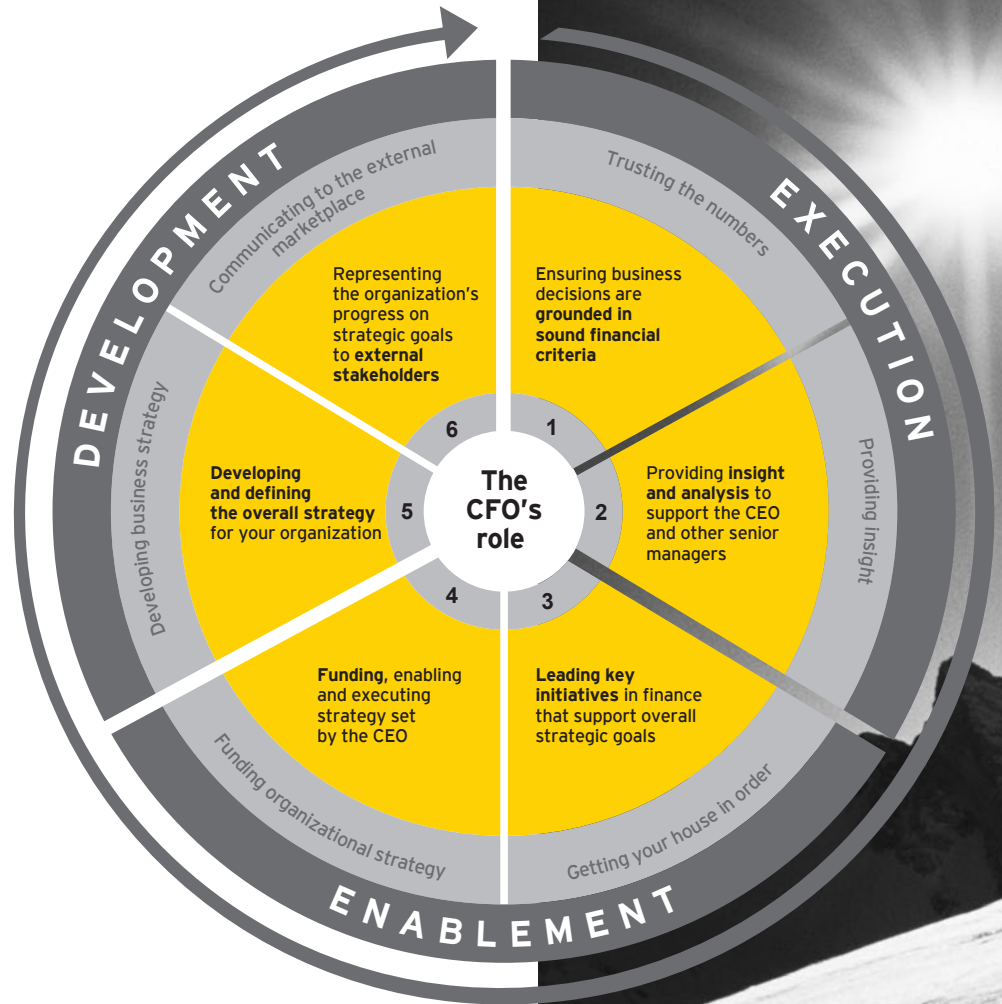 DEVELOPMENT
EXECUTION
ENABLEMENT
Communicating to the external
marketplace
Trusting the numbers
Providing insight
Getting your house in order
Funding organizational strategy
Developing business strategy
The
CFO's
role
1
Ensuring business
decisions are
grounded in
sound financial
criteria
2
Providing insight
and analysis to
support the CEO
and other senior
managers
3
Leading key
initiatives in finance
that support overall
strategic goals
4
Funding, enabling
and executing
strategy set
by the CEO
5
Developing
and defining
the overall strategy
for your organization
6
Representing
the organization's
progress on
strategic goals
to external
stakeholders